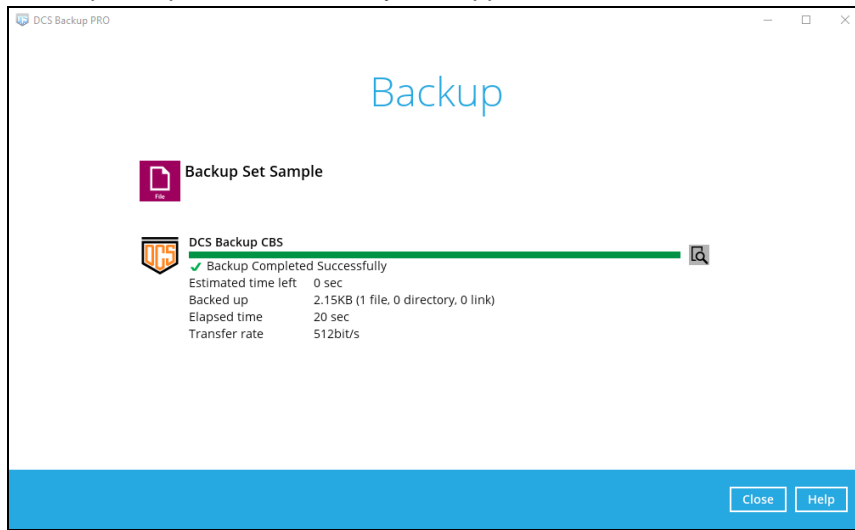 DCS Backup PRO
Backup
Backup Set Sample
File
DCS Backup CBS
DCS
Backup Completed Successfully
Estimated time left 0 sec
Backed up 2.15KB (1 file, 0 directory, 0 link)
Elapsed time 20 sec
Transfer rate 512bit/s
Close Help